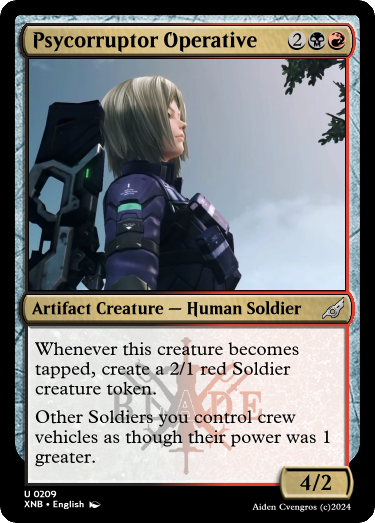 Psycorruptor Operative 2
Artifact Creature — Human Soldier
Whenever this creature becomes
tapped, create a 2/1 red Soldier
creature token.
Other Soldiers you control crew
vehicles as though their power was 1
greater.
BLADE
4/2
U 0209
XNB • English
Aiden Cvengros (c)2024